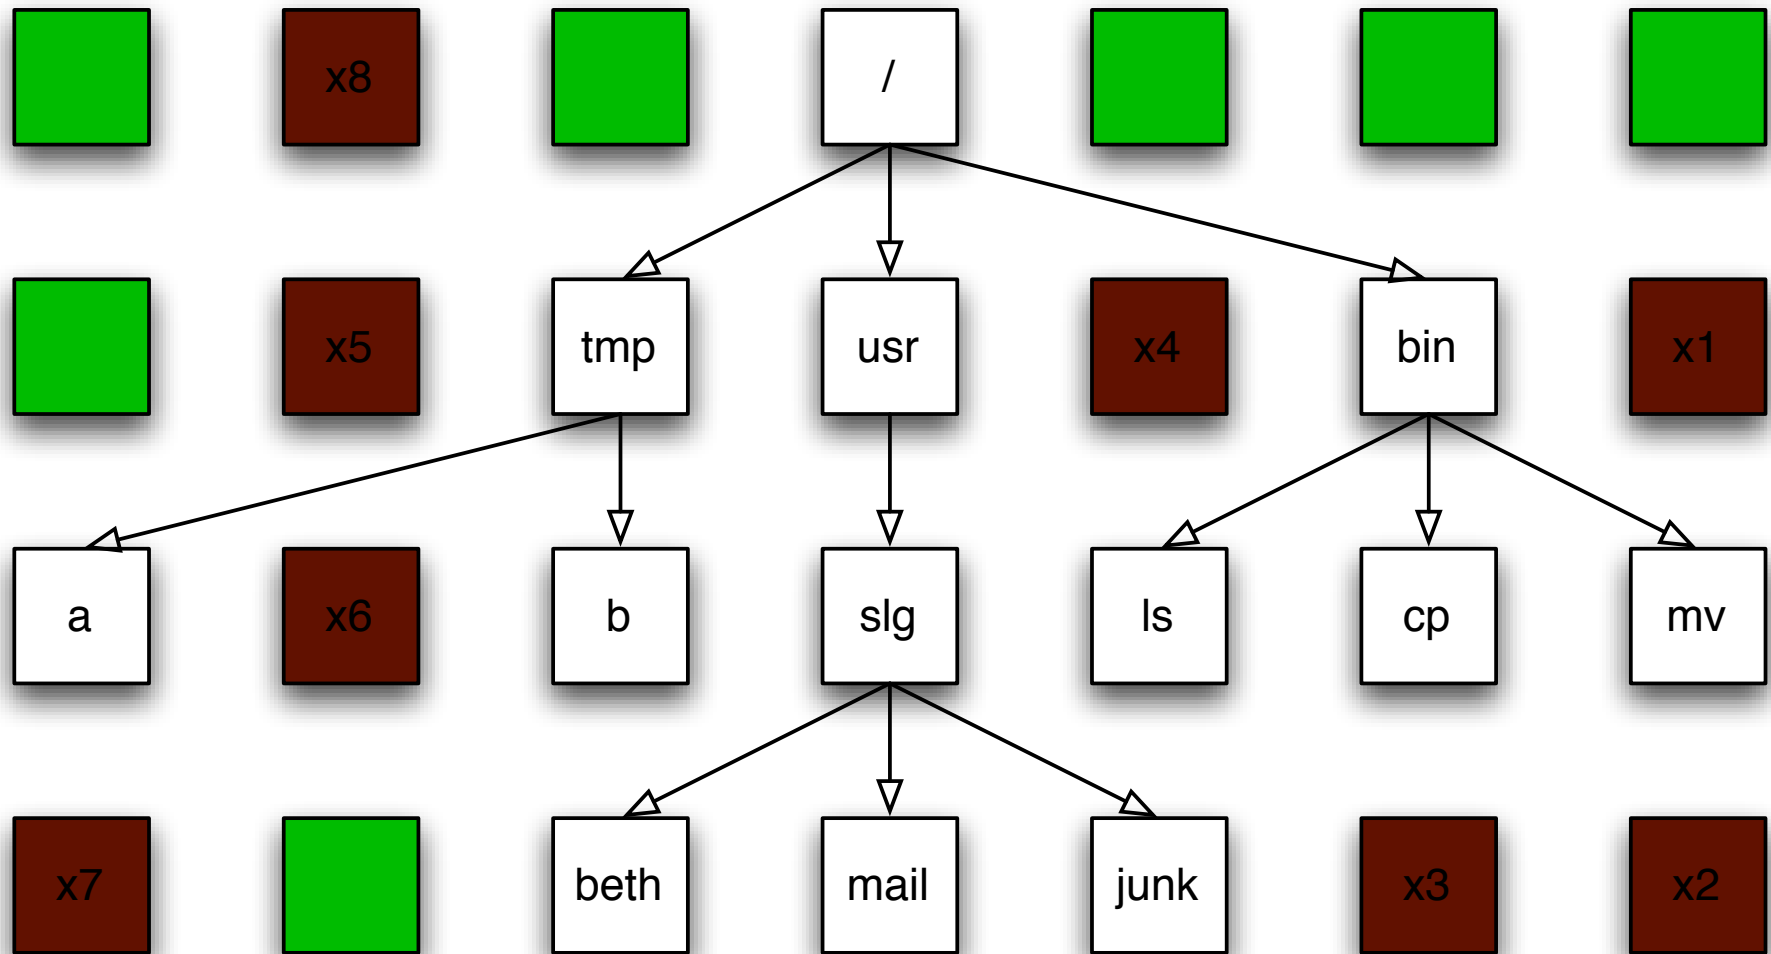 x8
/
x5
tmp
usr
x4
bin
x1
a
x6
b
slg
ls
cp
mv
x7
beth
mail
junk
x3
x2